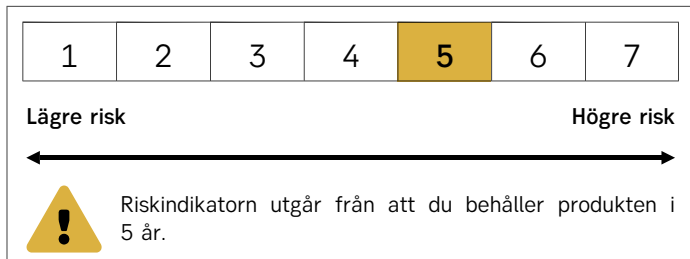 1 2 3 4 5 6 7
Lägre risk Högre risk
Riskindikatorn utgår från att du behåller produkten i
5 år.